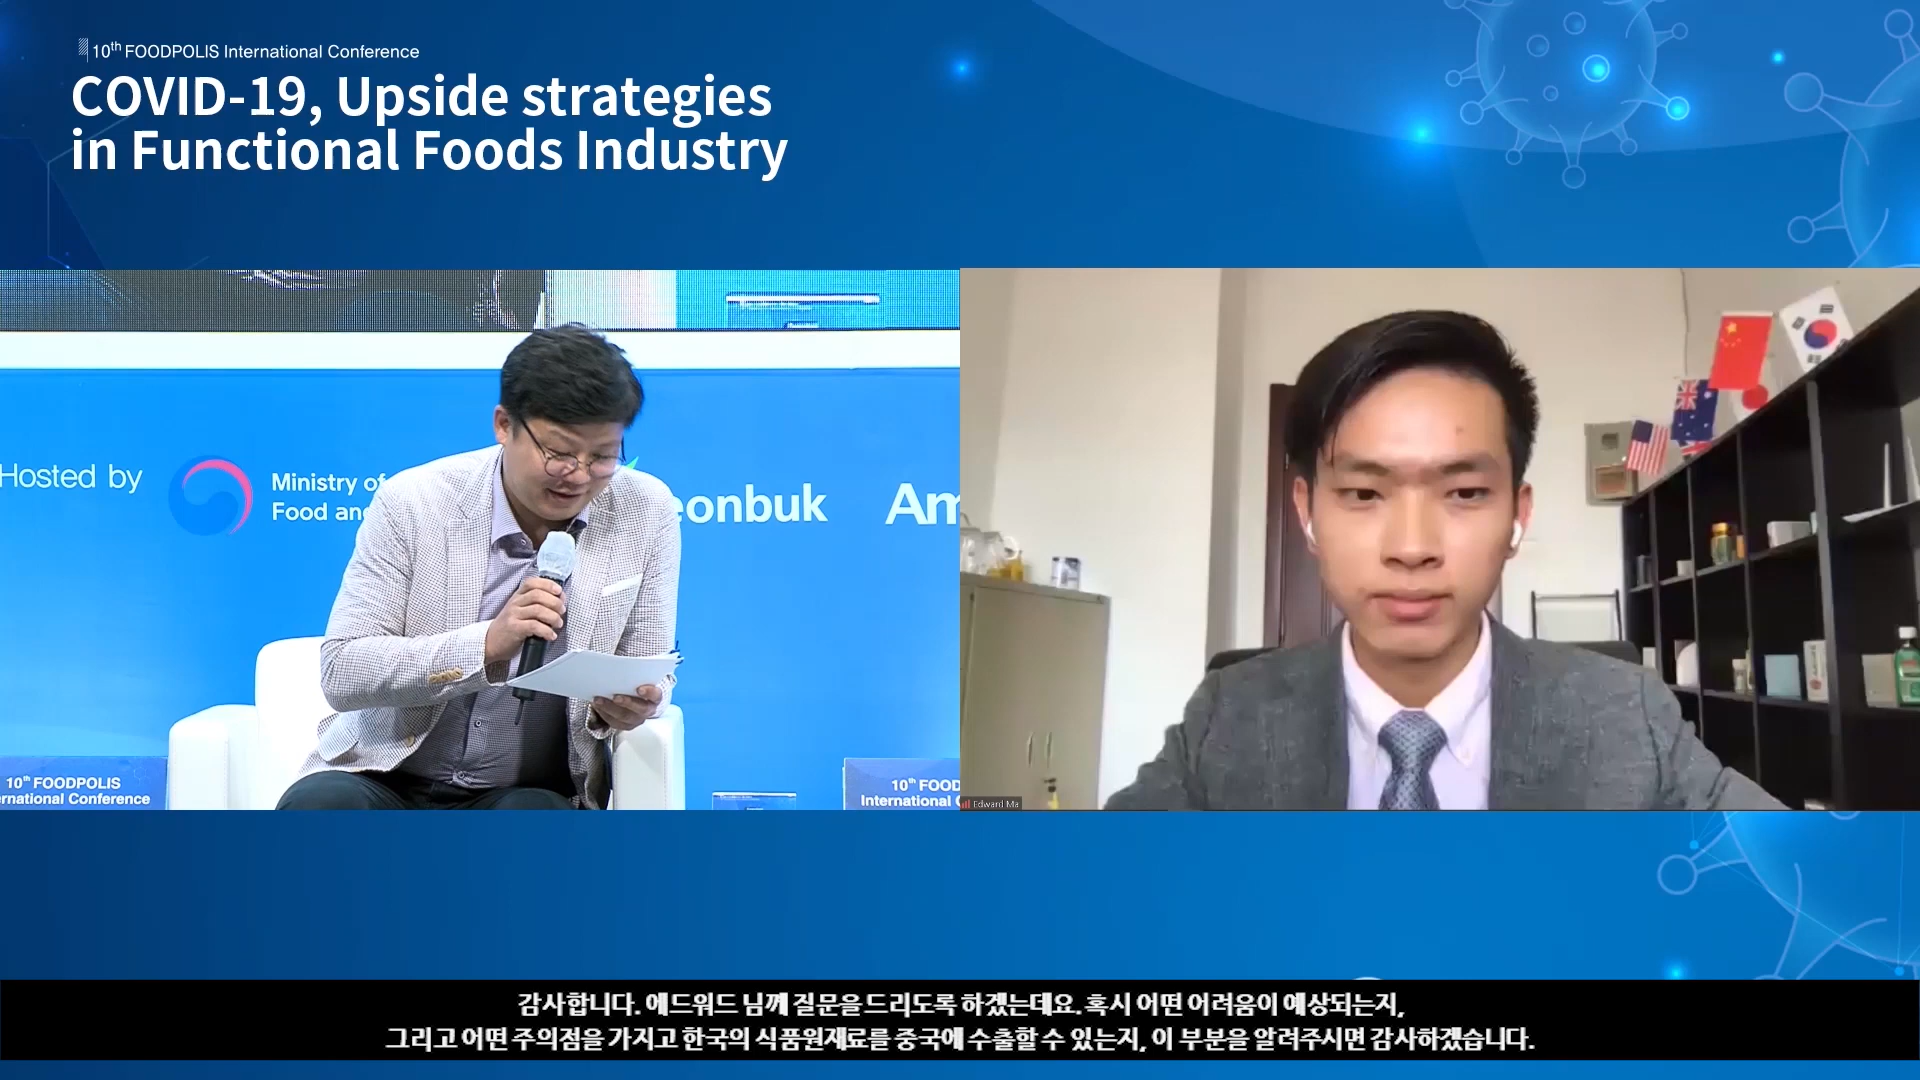 10th FOODPOLIS International Conference
COVID-19, Upside strategies
in Functional Foods Industry
Hosted by
Ministry of
Food and
eonbuk
Am
10th FOODPOLIS
ernational Conference
10th FOOD
International
Edward Ma
감사합니다. 에드워드 님께 질문을 드리도록 하겠는데요. 혹시 어떤 어려움이 예상되는지,
그리고 어떤 주의점을 가지고 한국의 식품원재료를 중국에 수출할 수 있는지, 이 부분을 알려주시면 감사하겠습니다.